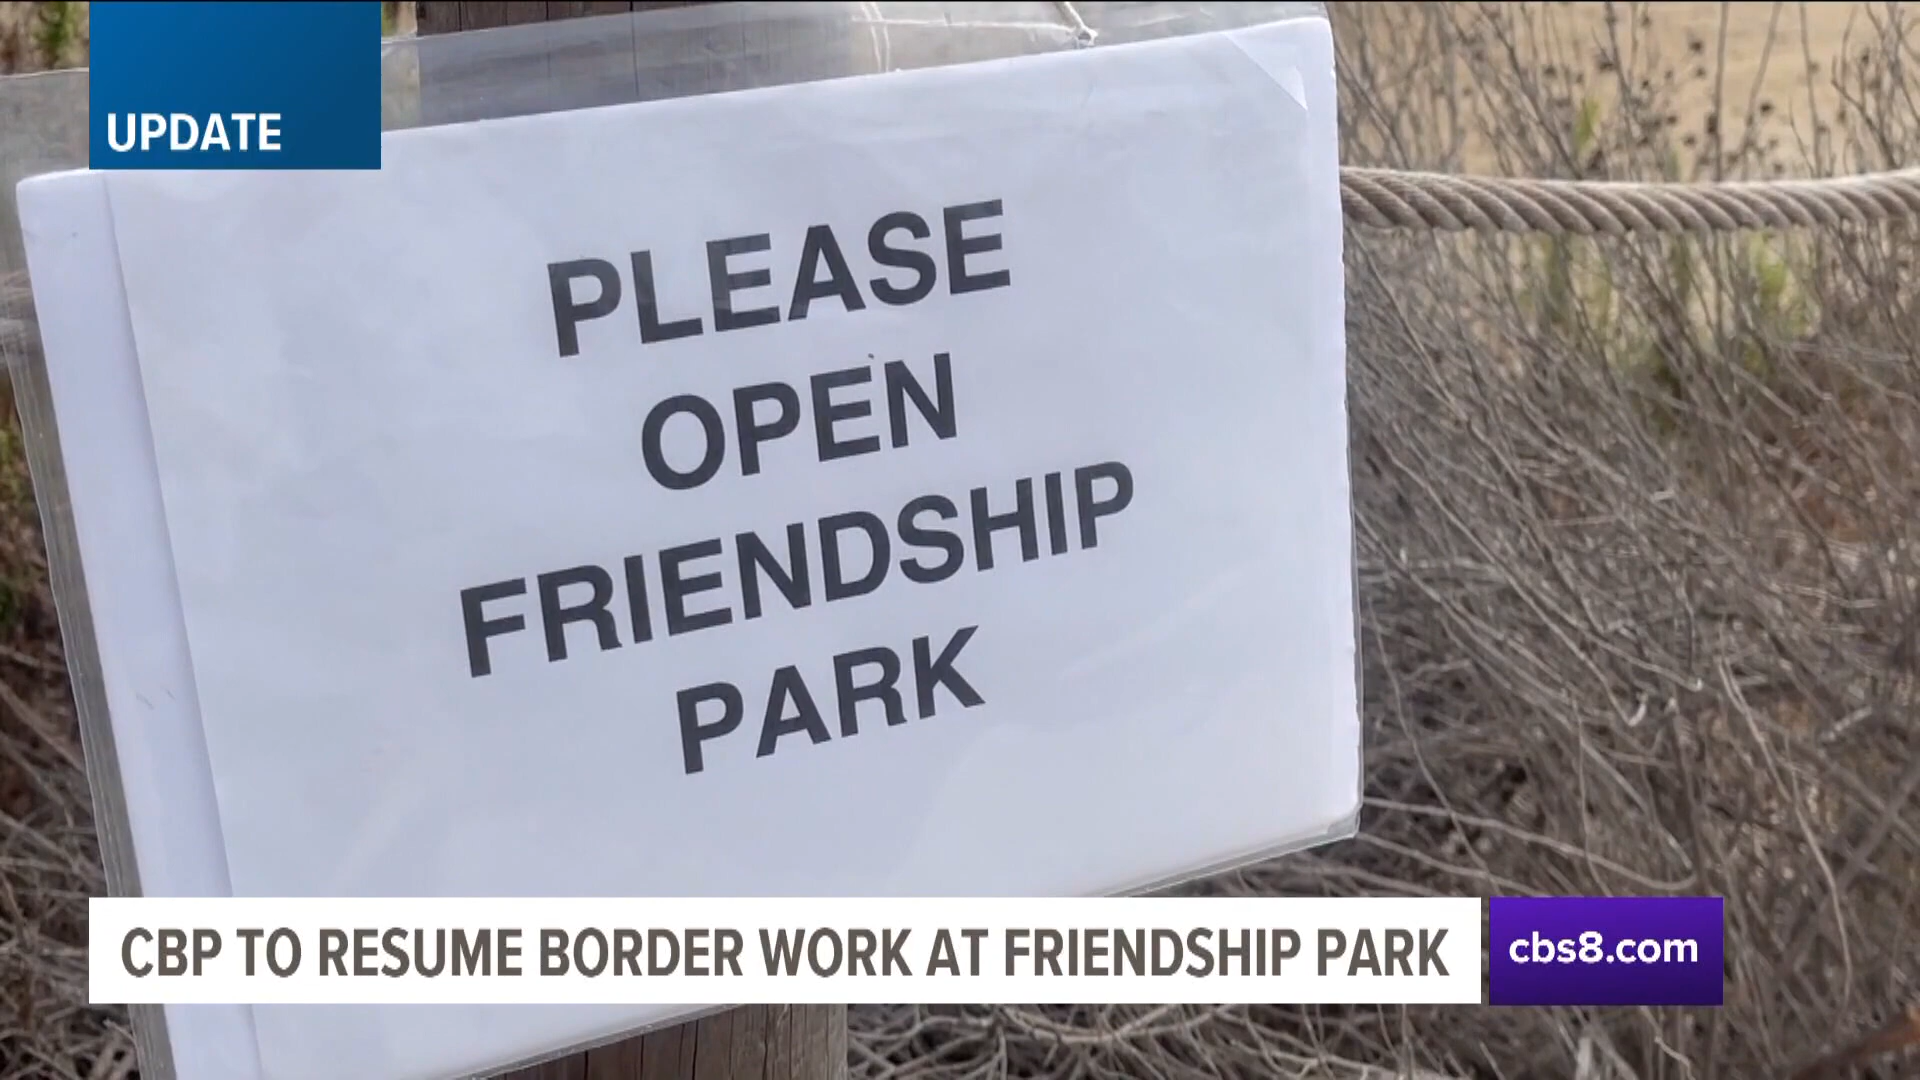 UPDATE
PLEASE
OPEN
FRIENDSHIP
PARK
CBP TO RESUME BORDER WORK AT FRIENDSHIP PARK
cbs8.com